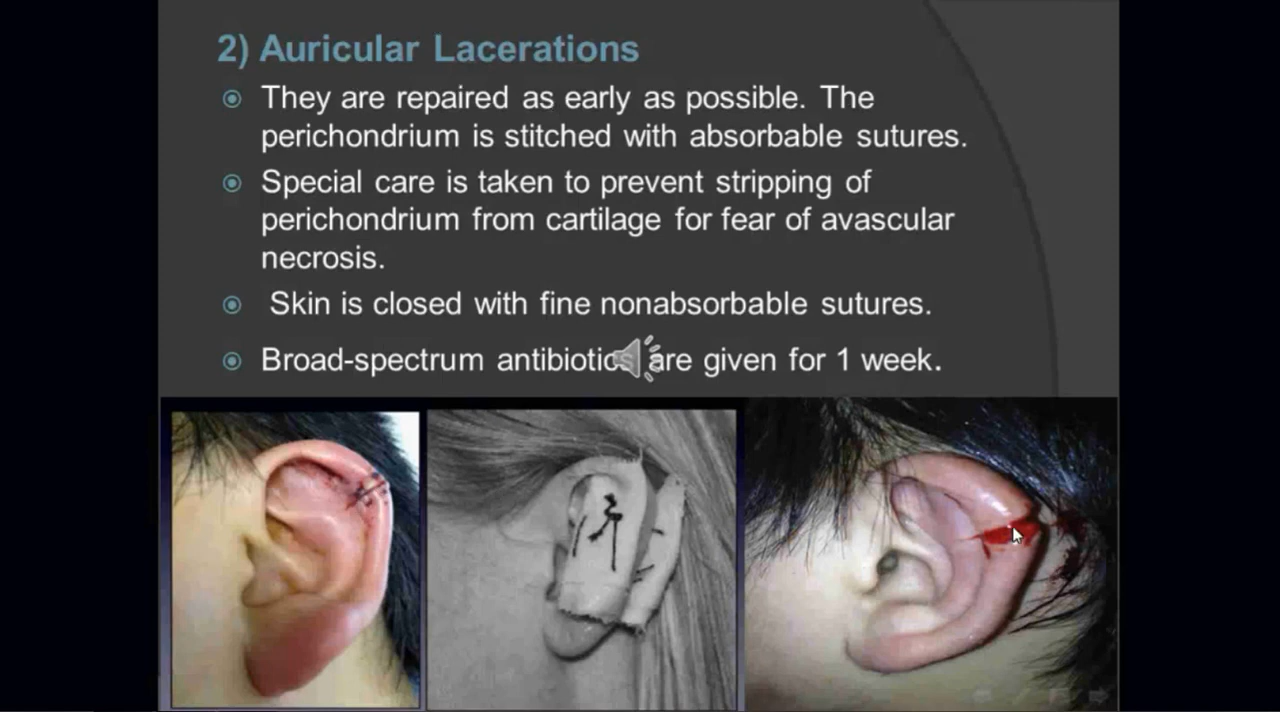 2) Auricular Lacerations
They are repaired as early as possible. The
perichondrium is stitched with absorbable sutures.
Special care is taken to prevent stripping of
perichondrium from cartilage for fear of avascular
necrosis.
Skin is closed with fine nonabsorbable sutures.
Broad-spectrum antibiotics are given for 1 week.